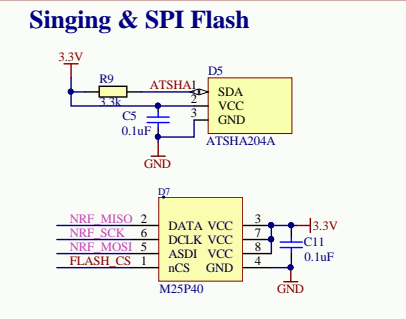 Singing & SPI Flash
3.3V
R9
3.3k
ATSHA1
D5
1 SDA
2 VCC
3 GND
C5
0.1uF
ATSHA204A
GND
D7
NRF_MISO 2 DATA VCC 3
NRF_SCK 6 DCLK VCC 7
NRF_MOSI 5 ASDI VCC 8
FLASH_CS 1 nCS GND 4
3.3V
C11
0.1uF
M25P40
GND